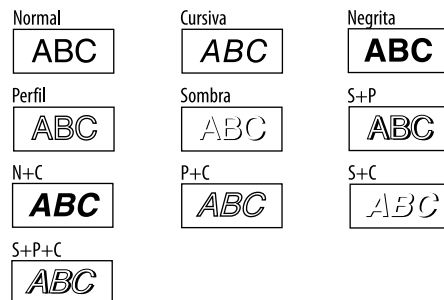 Normal Cursiva Negrita
ABC ABC ABC
Perfil Sombra S+P
ABC ABC ABC
N+C P+C S+C
ABC ABC ABC
S+P+C
ABC